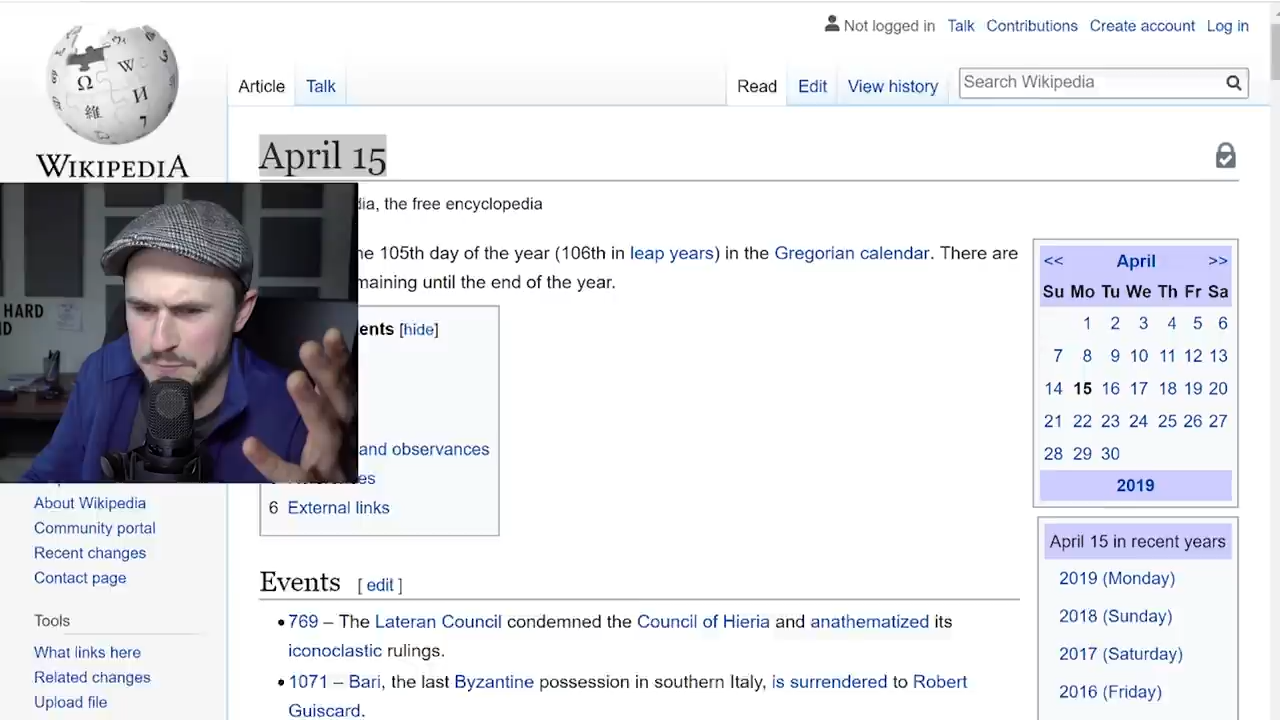 Not logged in Talk Contributions Create account Log in
Article Talk Read Edit View history Search Wikipedia
Ω W И 維 7
WIKIPEDIA
April 15
dia, the free encyclopedia
he 105th day of the year (106th in leap years) in the Gregorian calendar. There are
maining until the end of the year.
ents [hide]
and observances
6 External links
HARD
ND
About Wikipedia
Community portal
Recent changes
Contact page
Tools
What links here
Related changes
Upload file
Events [ edit ]
• 769 – The Lateran Council condemned the Council of Hieria and anathematized its
iconoclastic rulings.
• 1071 – Bari, the last Byzantine possession in southern Italy, is surrendered to Robert
Guiscard.
<< April >>
Su Mo Tu We Th Fr Sa
1 2 3 4 5 6
7 8 9 10 11 12 13
14 15 16 17 18 19 20
21 22 23 24 25 26 27
28 29 30
2019
April 15 in recent years
2019 (Monday)
2018 (Sunday)
2017 (Saturday)
2016 (Friday)